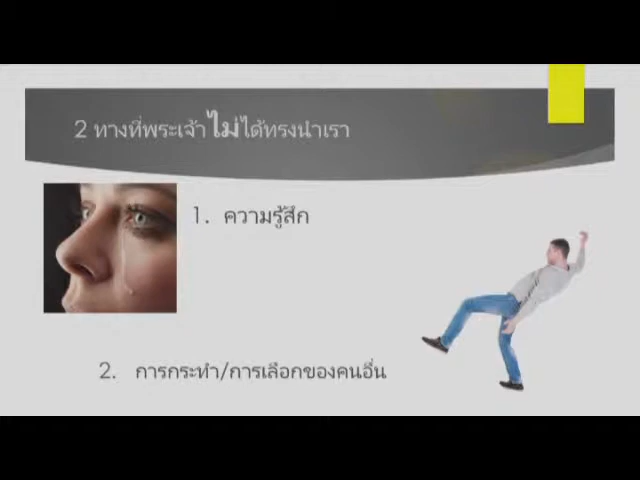 2 ทางที่พระเจ้าไม่ได้ทรงนำเรา
1. ความรู้สึก
2. การกระทำ/การเลือกของคนอื่น